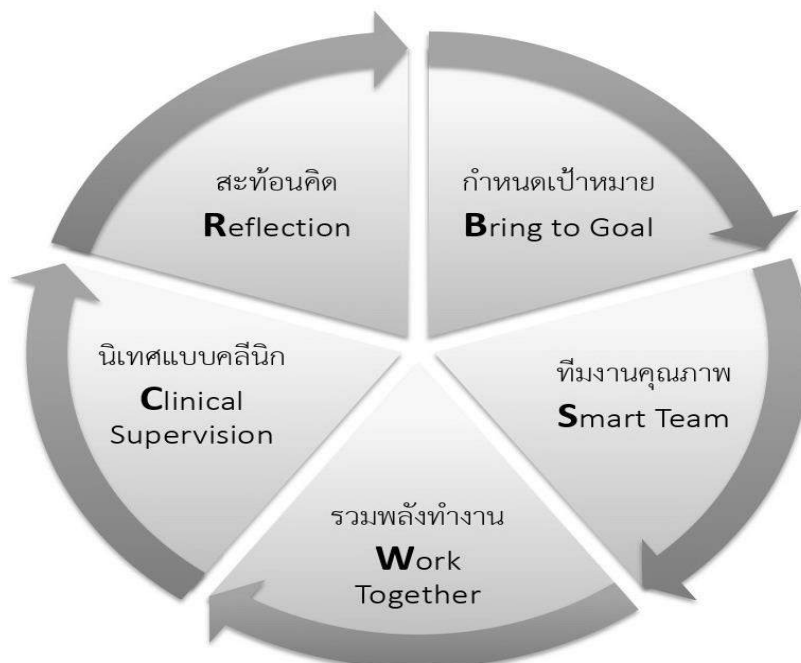 กำหนดเป้าหมาย
Bring to Goal
ทีมงานคุณภาพ
Smart Team
รวมพลังทำงาน
Work
Together
นิเทศแบบคลีนิก
Clinical
Supervision
สะท้อนคิด
Reflection